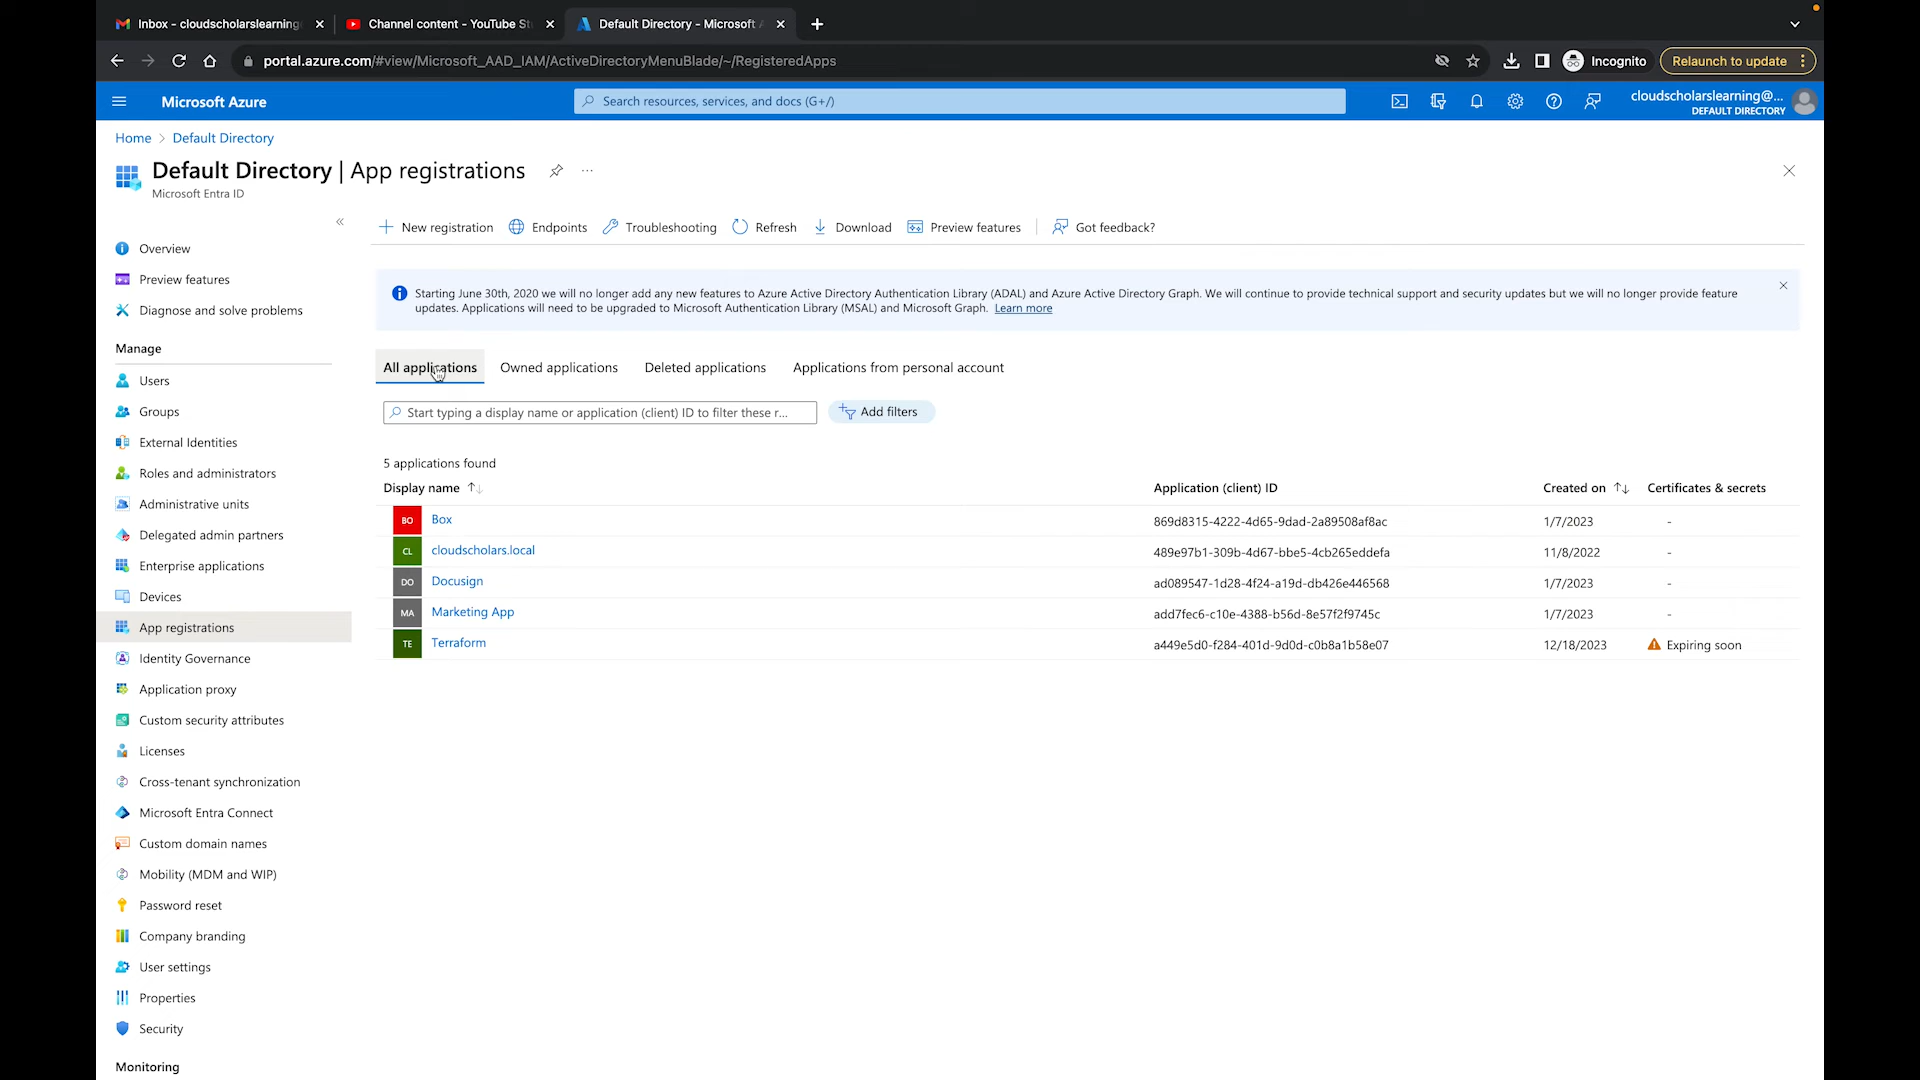 Inbox - cloudscholarslearning
Channel content - YouTube St
Default Directory - Microsoft A
portal.azure.com/#view/Microsoft_AAD_IAM/ActiveDirectoryMenuBlade/~/RegisteredApps
Incognito
Relaunch to update
Microsoft Azure
Search resources, services, and docs (G+/)
cloudscholarslearning@...
DEFAULT DIRECTORY
Home > Default Directory
Default Directory | App registrations
...
Microsoft Entra ID
New registration
Endpoints
Troubleshooting
Refresh
Download
Preview features
Got feedback?
Overview
Preview features
Diagnose and solve problems
Manage
Users
Groups
External Identities
Roles and administrators
Administrative units
Delegated admin partners
Enterprise applications
Devices
App registrations
Identity Governance
Application proxy
Custom security attributes
Licenses
Cross-tenant synchronization
Microsoft Entra Connect
Custom domain names
Mobility (MDM and WIP)
Password reset
Company branding
User settings
Properties
Security
Monitoring
Starting June 30th, 2020 we will no longer add any new features to Azure Active Directory Authentication Library (ADAL) and Azure Active Directory Graph. We will continue to provide technical support and security updates but we will no longer provide feature
updates. Applications will need to be upgraded to Microsoft Authentication Library (MSAL) and Microsoft Graph. Learn more
All applications
Owned applications
Deleted applications
Applications from personal account
Start typing a display name or application (client) ID to filter these r...
Add filters
5 applications found
Display name
Application (client) ID
Created on
Certificates & secrets
BO Box 869d8315-4222-4d65-9dad-2a89508af8ac 1/7/2023 -
CL cloudscholars.local 489e97b1-309b-4d67-bbe5-4cb265eddefa 11/8/2022 -
DO Docusign ad089547-1d28-4f24-a19d-db426e446568 1/7/2023 -
MA Marketing App add7fec6-c10e-4388-b56d-8e57f2f9745c 1/7/2023 -
TE Terraform a449e5d0-f284-401d-9d0d-c0b8a1b58e07 12/18/2023 Expiring soon